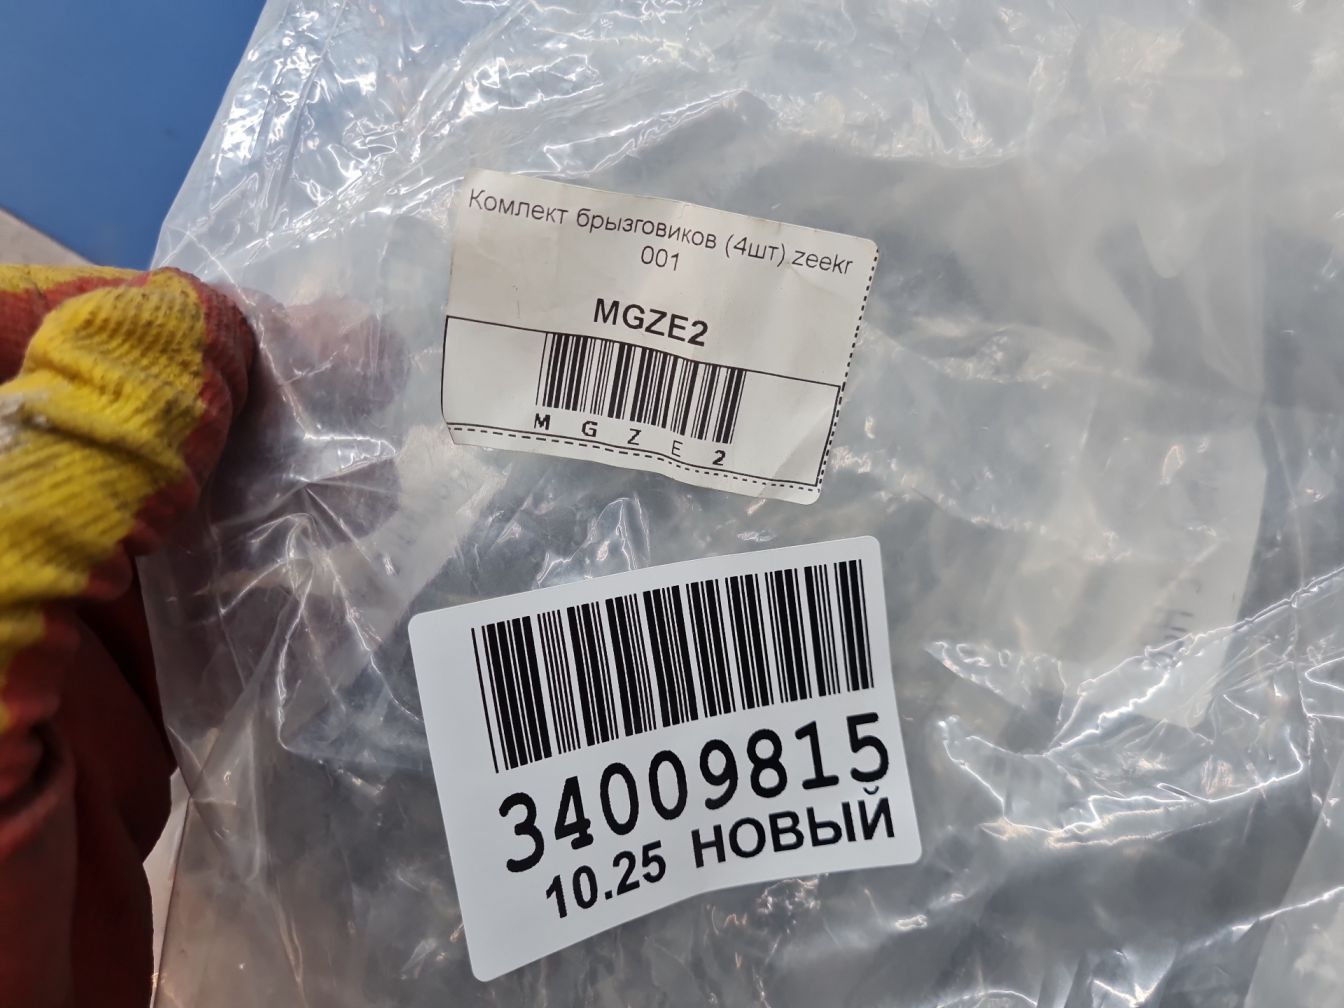 Комлект брызговиков (4шт) zeekr
001
MGZE2
M G Z E 2
34009815
10.25 НОВЫЙ